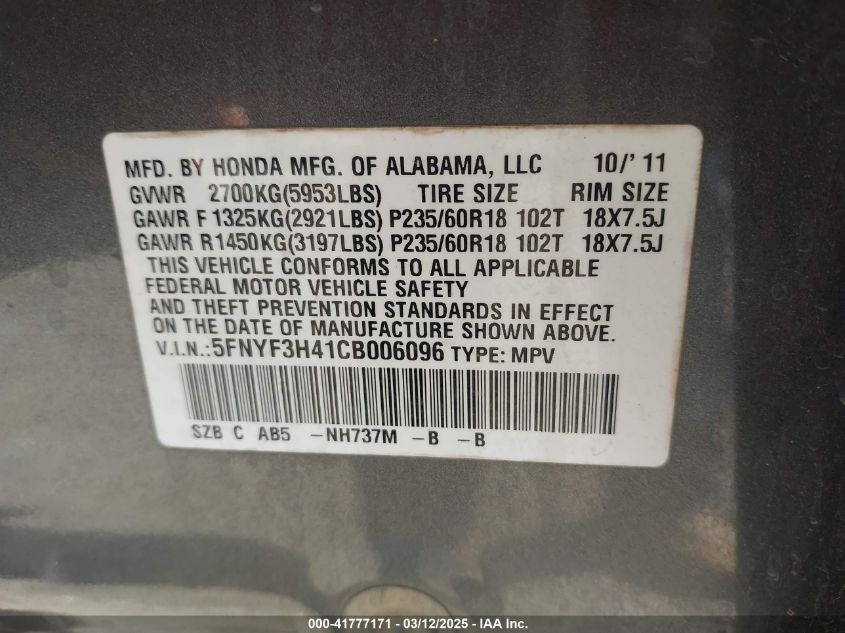 MFD. BY HONDA MFG. OF ALABAMA, LLC 10/' 11
GVWR 2700KG(5953LBS) TIRE SIZE RIM SIZE
GAWR F 1325KG(2921LBS) P235/60R18 102T 18X7.5J
GAWR R1450KG(3197LBS) P235/60R18 102T 18X7.5J
THIS VEHICLE CONFORMS TO ALL APPLICABLE
FEDERAL MOTOR VEHICLE SAFETY
AND THEFT PREVENTION STANDARDS IN EFFECT
ON THE DATE OF MANUFACTURE SHOWN ABOVE.
V.I.N.:5FNYF3H41CB006096 TYPE: MPV
SZB C AB5 -NH737M -B -B
000-41777171 - 03/12/2025 - IAA Inc.